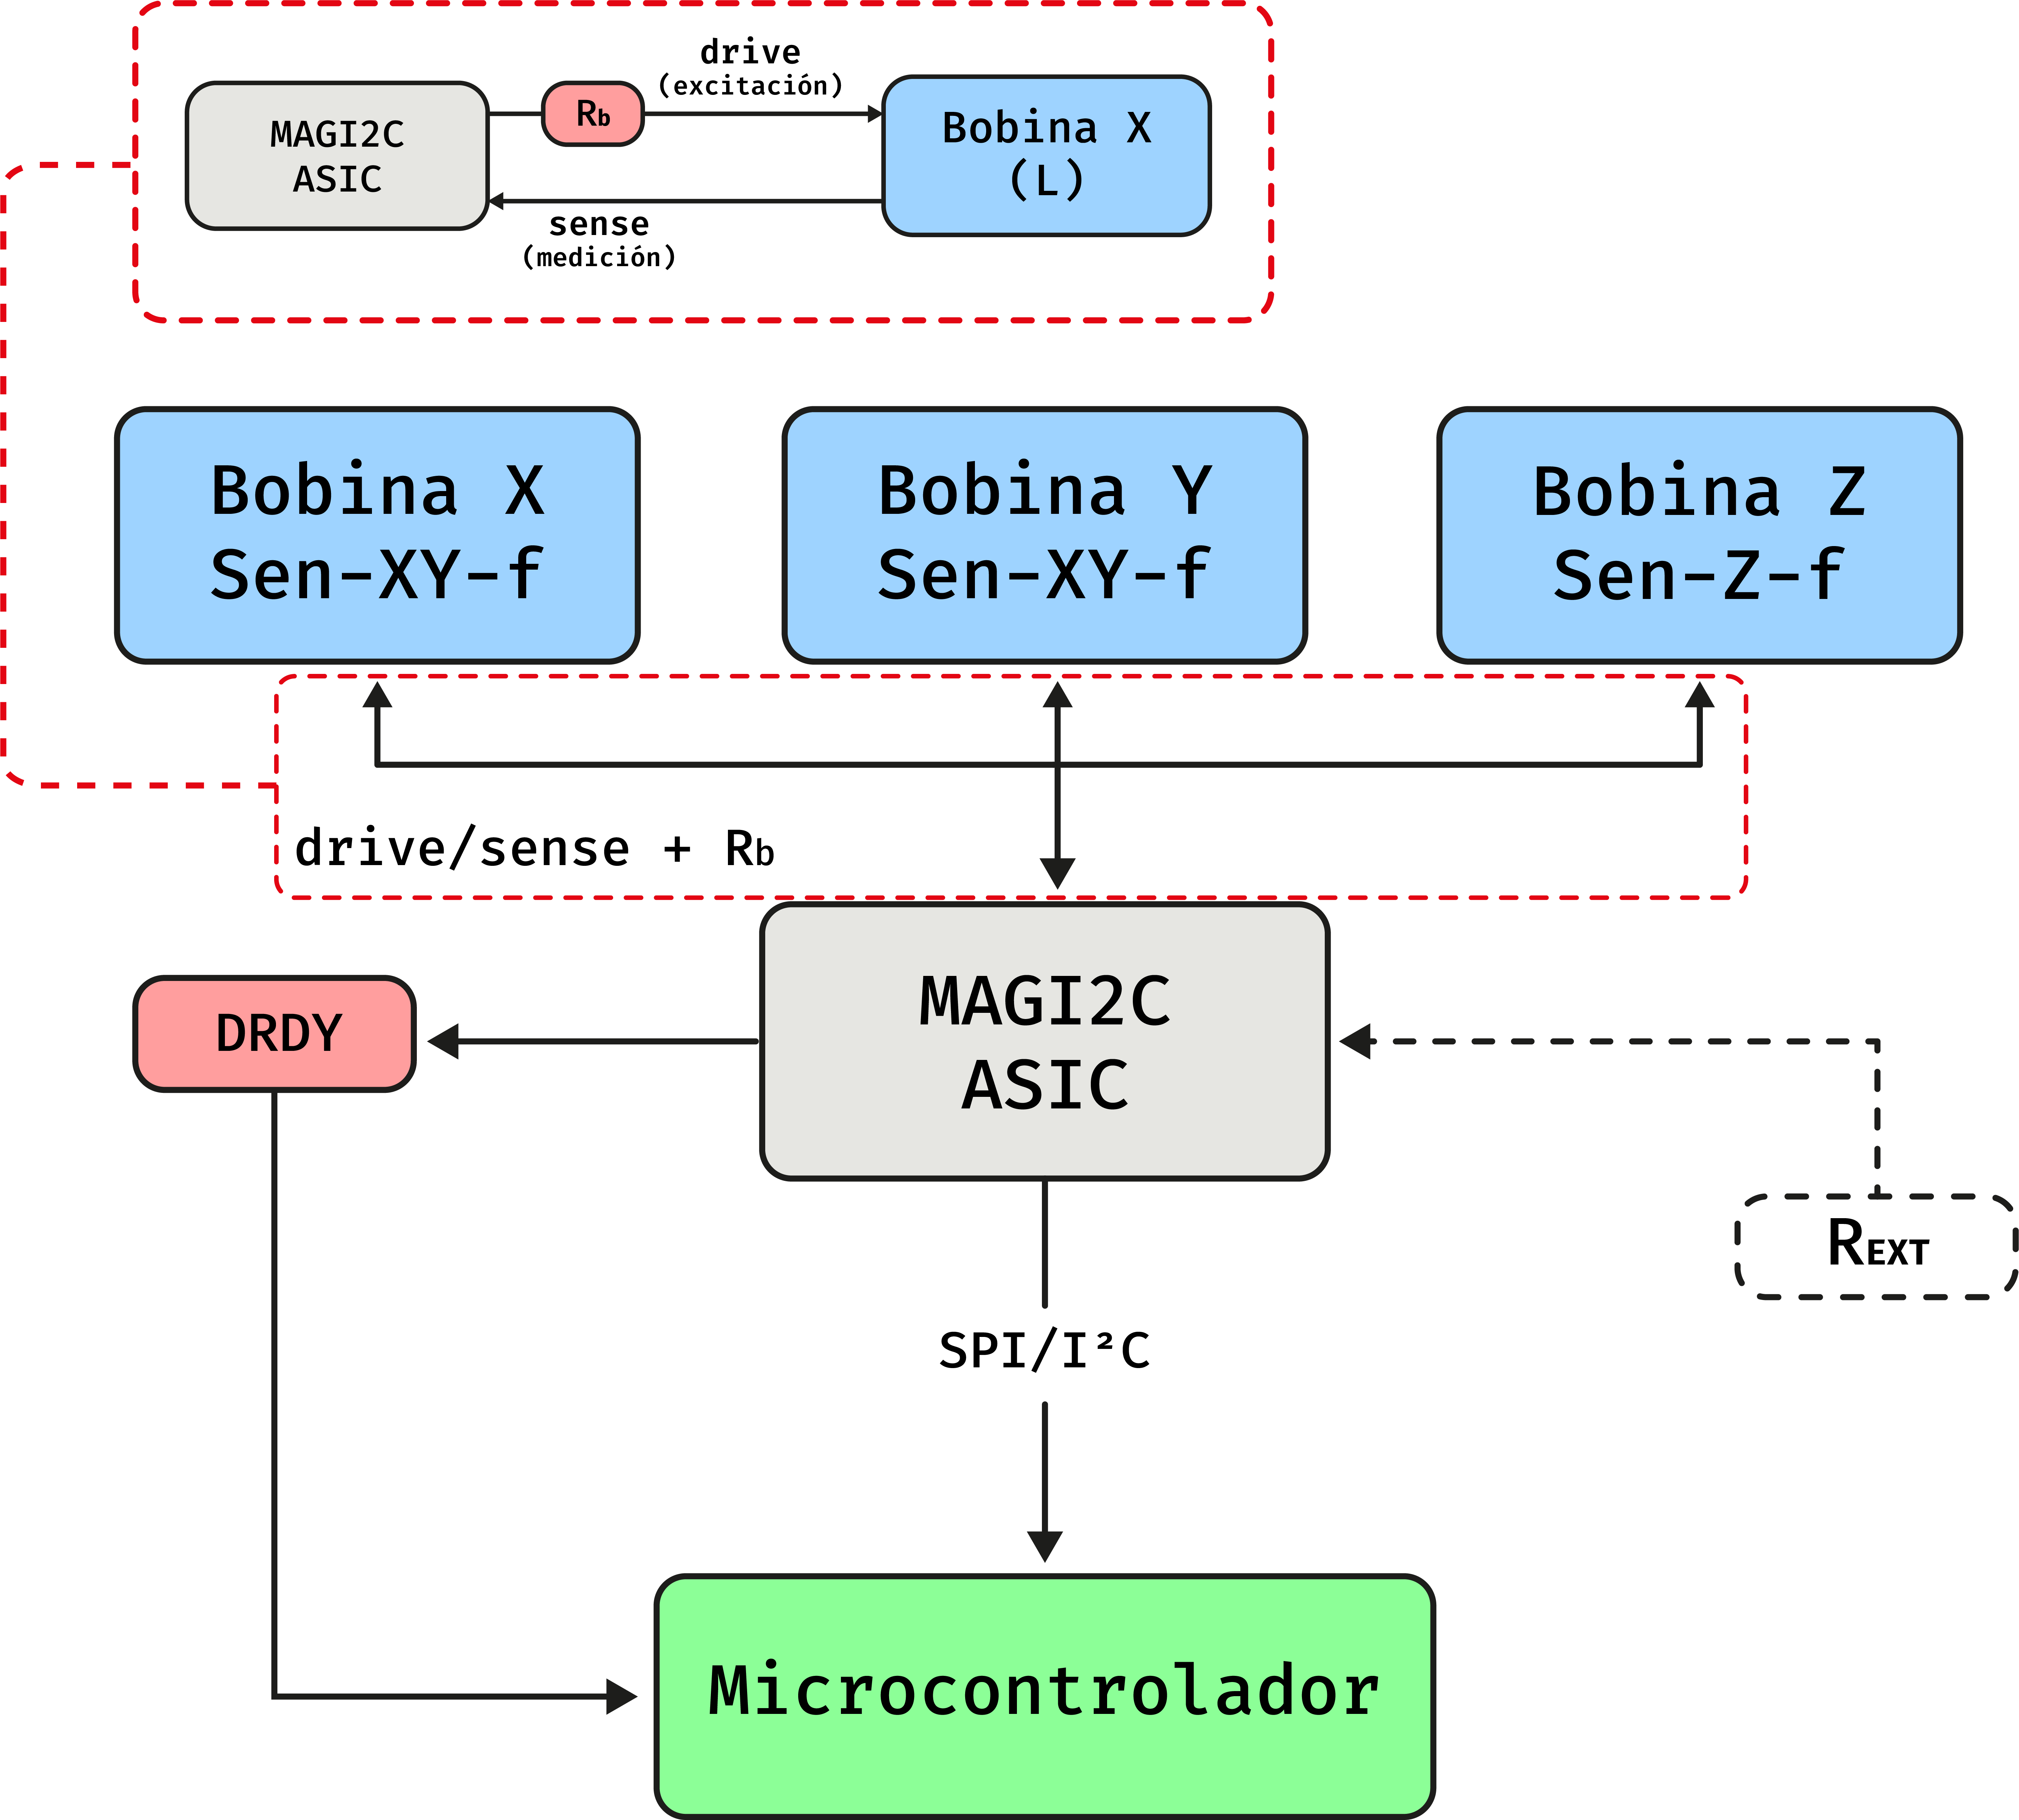 drive
(excitación)
MAGI2C
ASIC
Rb
Bobina X
(L)
sense
(medición)
Bobina X
Sen-XY-f
Bobina Y
Sen-XY-f
Bobina Z
Sen-Z-f
drive/sense + Rb
MAGI2C
ASIC
DRDY
REXT
SPI/I²C
Microcontrolador